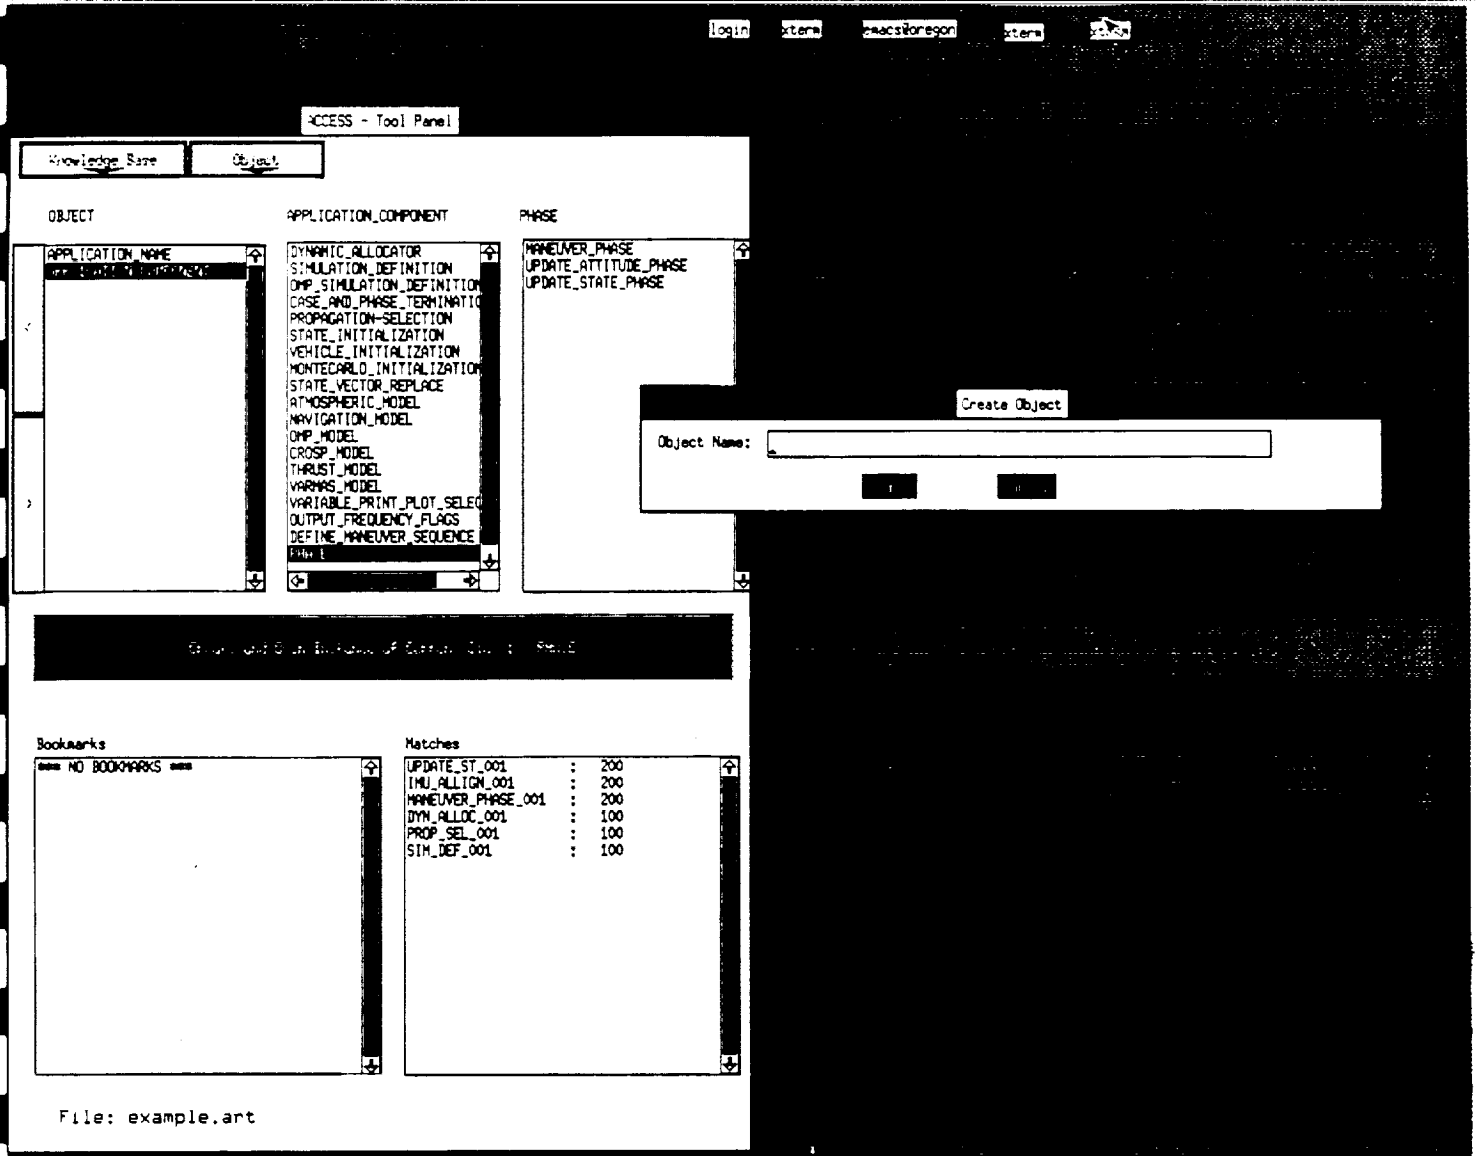 login xterm emacs@oregon xterm xterm
ACCESS - Tool Panel
Knowledge Base Object
OBJECT APPLICATION_COMPONENT PHASE
APPLICATION_NAME
DYNAMIC_ALLOCATOR
SIMULATION_DEFINITION
OMP_SIMULATION_DEFINITION
CASE_AND_PHASE_TERMINATIO
PROPAGATION-SELECTION
STATE_INITIALIZATION
VEHICLE_INITIALIZATION
MONTECARLO_INITIALIZATION
STATE_VECTOR_REPLACE
ATMOSPHERIC_MODEL
NAVIGATION_MODEL
OMP_MODEL
CROSP_MODEL
THRUST_MODEL
VARMAS_MODEL
VARIABLE_PRINT_PLOT_SELEC
OUTPUT_FREQUENCY_FLAGS
DEFINE_MANEUVER_SEQUENCE
PHASE
MANEUVER_PHASE
UPDATE_ATTITUDE_PHASE
UPDATE_STATE_PHASE
Create Object
Object Name:
Bookmarks
*** NO BOOKMARKS ***
Matches
UPDATE_ST_001 : 200
IMU_ALLIGN_001 : 200
MANEUVER_PHASE_001 : 200
DYN_ALLOC_001 : 100
PROP_SEL_001 : 100
SIM_DEF_001 : 100
File: example.art